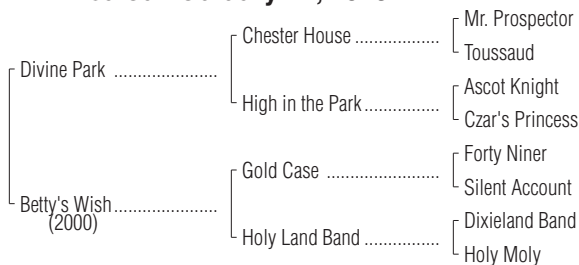 Mr. Prospector
Chester House ..................
Toussaud
Divine Park ......................
Ascot Knight
High in the Park ................
Czar's Princess
Forty Niner
Gold Case .....................
Silent Account
Betty's Wish ......................
(2000)
Dixieland Band
Holy Land Band ................
Holy Moly